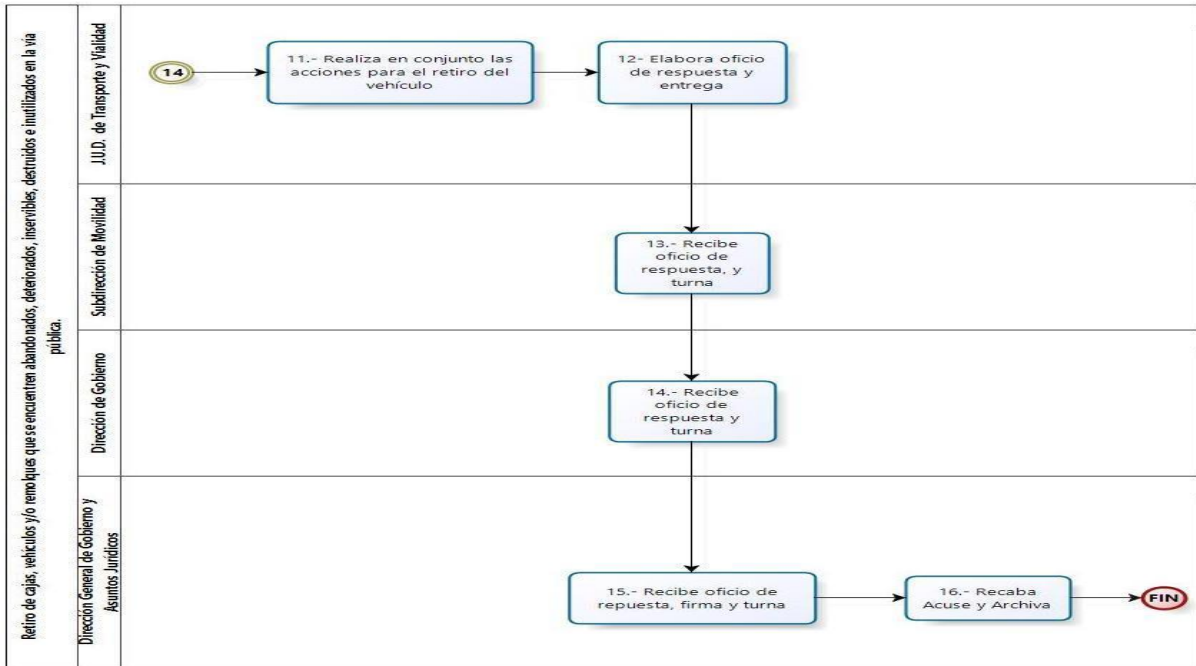 Retiro de cajas, vehículos y/o remolques que se encuentren abandonados, deteriorados, inservibles, destruidos e inutilizados en la vía
pública.
J.U.D. de Transporte y Vialidad
14
11.- Realiza en conjunto las
acciones para el retiro del
vehículo
12- Elabora oficio
de respuesta y
entrega
Subdirección de Movilidad
13.- Recibe
oficio de
respuesta, y
turna
Dirección de Gobierno
14.- Recibe
oficio de
respuesta y
turna
Dirección General de Gobierno y
Asuntos Jurídicos
15.- Recibe oficio de
repuesta, firma y turna
16.- Recaba
Acuse y Archiva
FIN